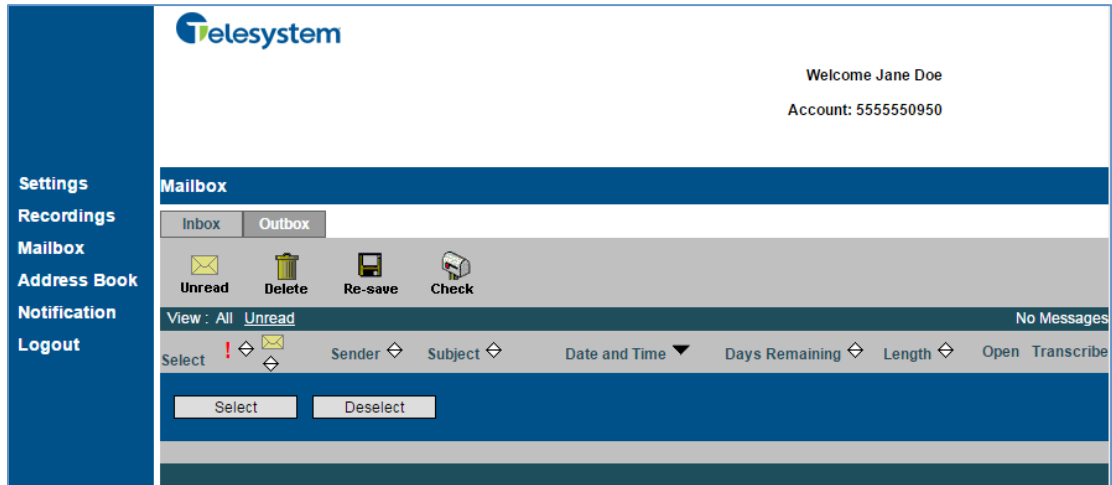 Telesystem
Welcome Jane Doe
Account: 5555550950
Settings
Recordings
Mailbox
Address Book
Notification
Logout
Mailbox
Inbox Outbox
Unread Delete Re-save Check
View : All Unread No Messages
Select ! Sender Subject Date and Time Days Remaining Length Open Transcribe
Select Deselect